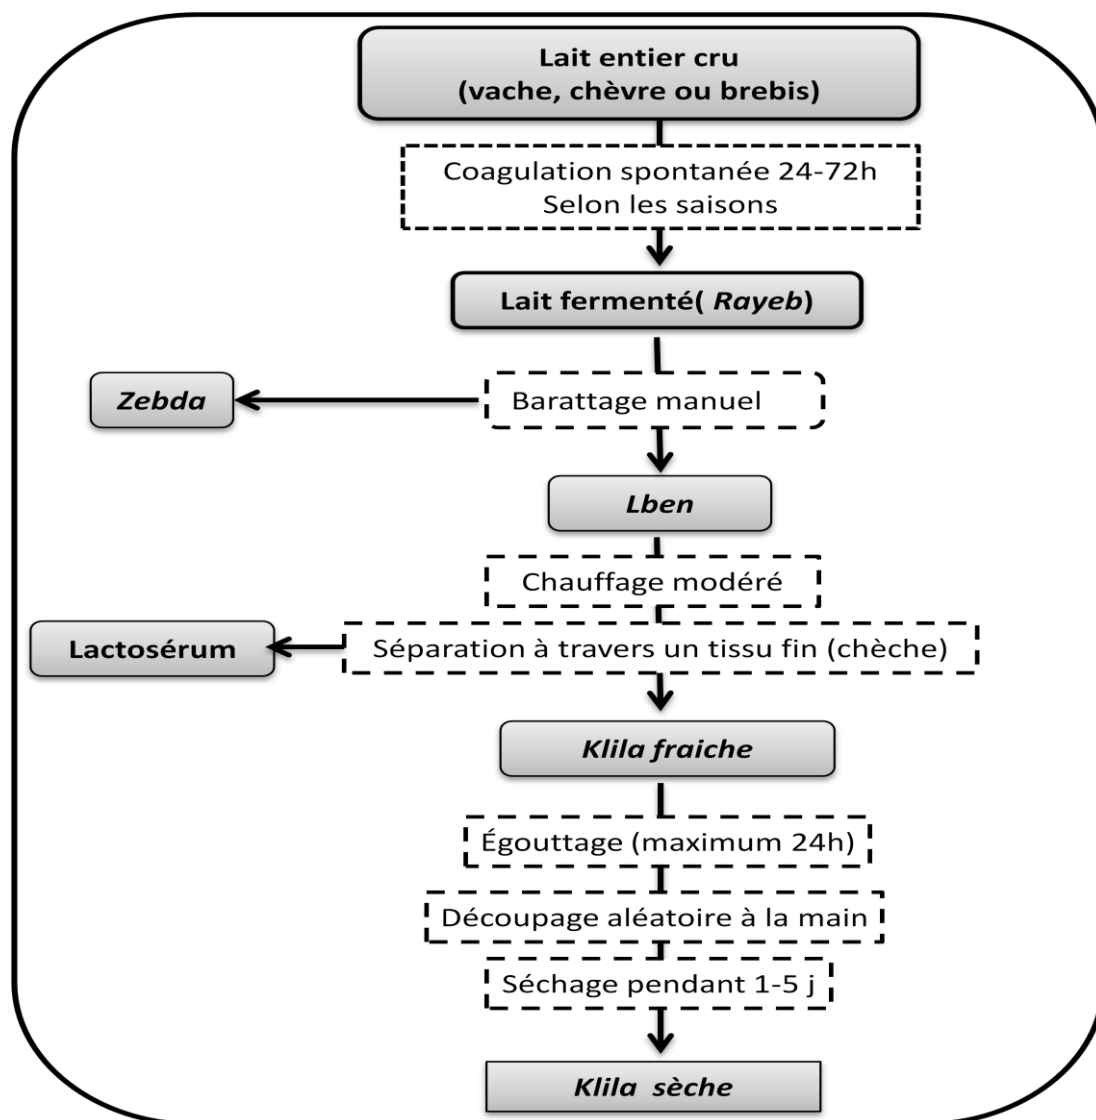 Lait entier cru
(vache, chèvre ou brebis)
Coagulation spontanée 24-72h
Selon les saisons
Lait fermenté( Rayeb)
Zebda
Barattage manuel
Lben
Chauffage modéré
Lactosérum
Séparation à travers un tissu fin (chèche)
Klila fraiche
Égouttage (maximum 24h)
Découpage aléatoire à la main
Séchage pendant 1-5 j
Klila sèche